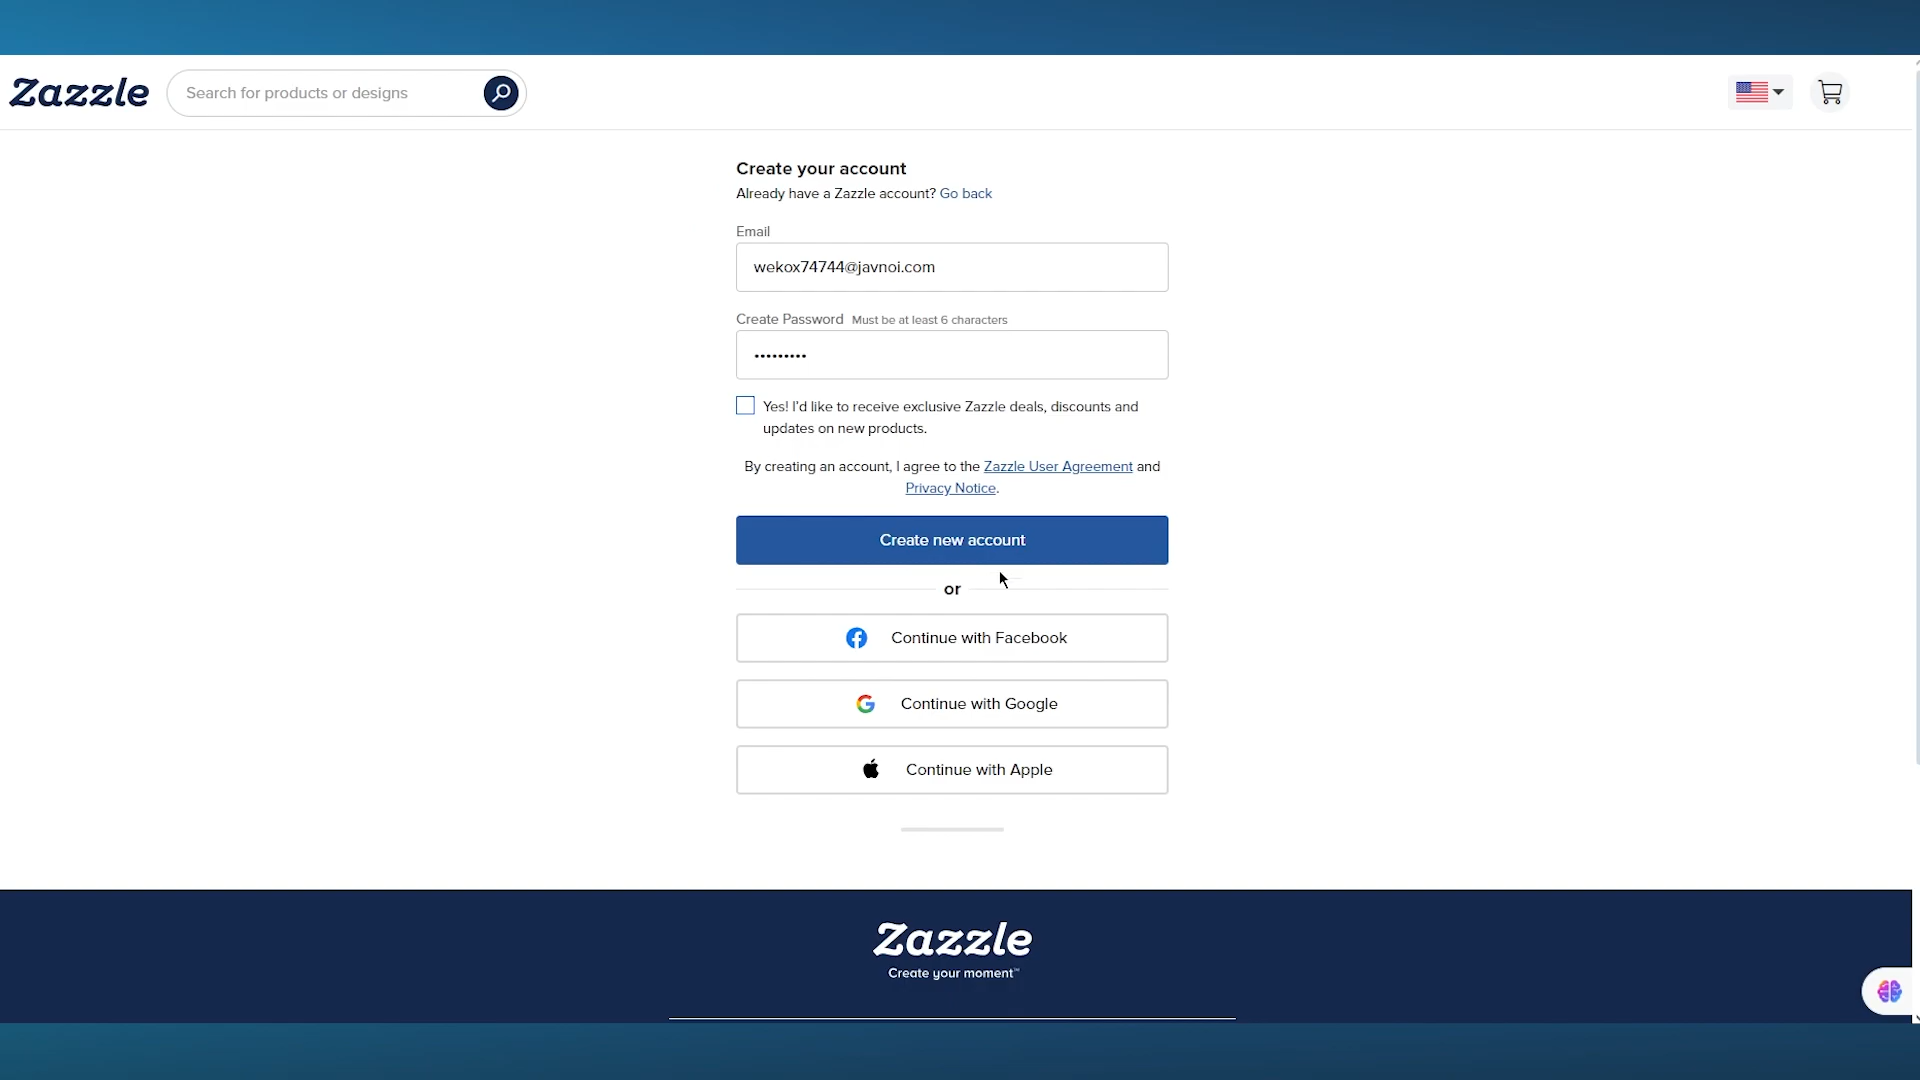 Zazzle
Search for products or designs
Create your account
Already have a Zazzle account? Go back
Email
wekox74744@javnoi.com
Create Password Must be at least 6 characters
•••••••••
Yes! I'd like to receive exclusive Zazzle deals, discounts and
updates on new products.
By creating an account, I agree to the Zazzle User Agreement and
Privacy Notice.
Create new account
or
Continue with Facebook
Continue with Google
Continue with Apple
Zazzle
Create your moment™